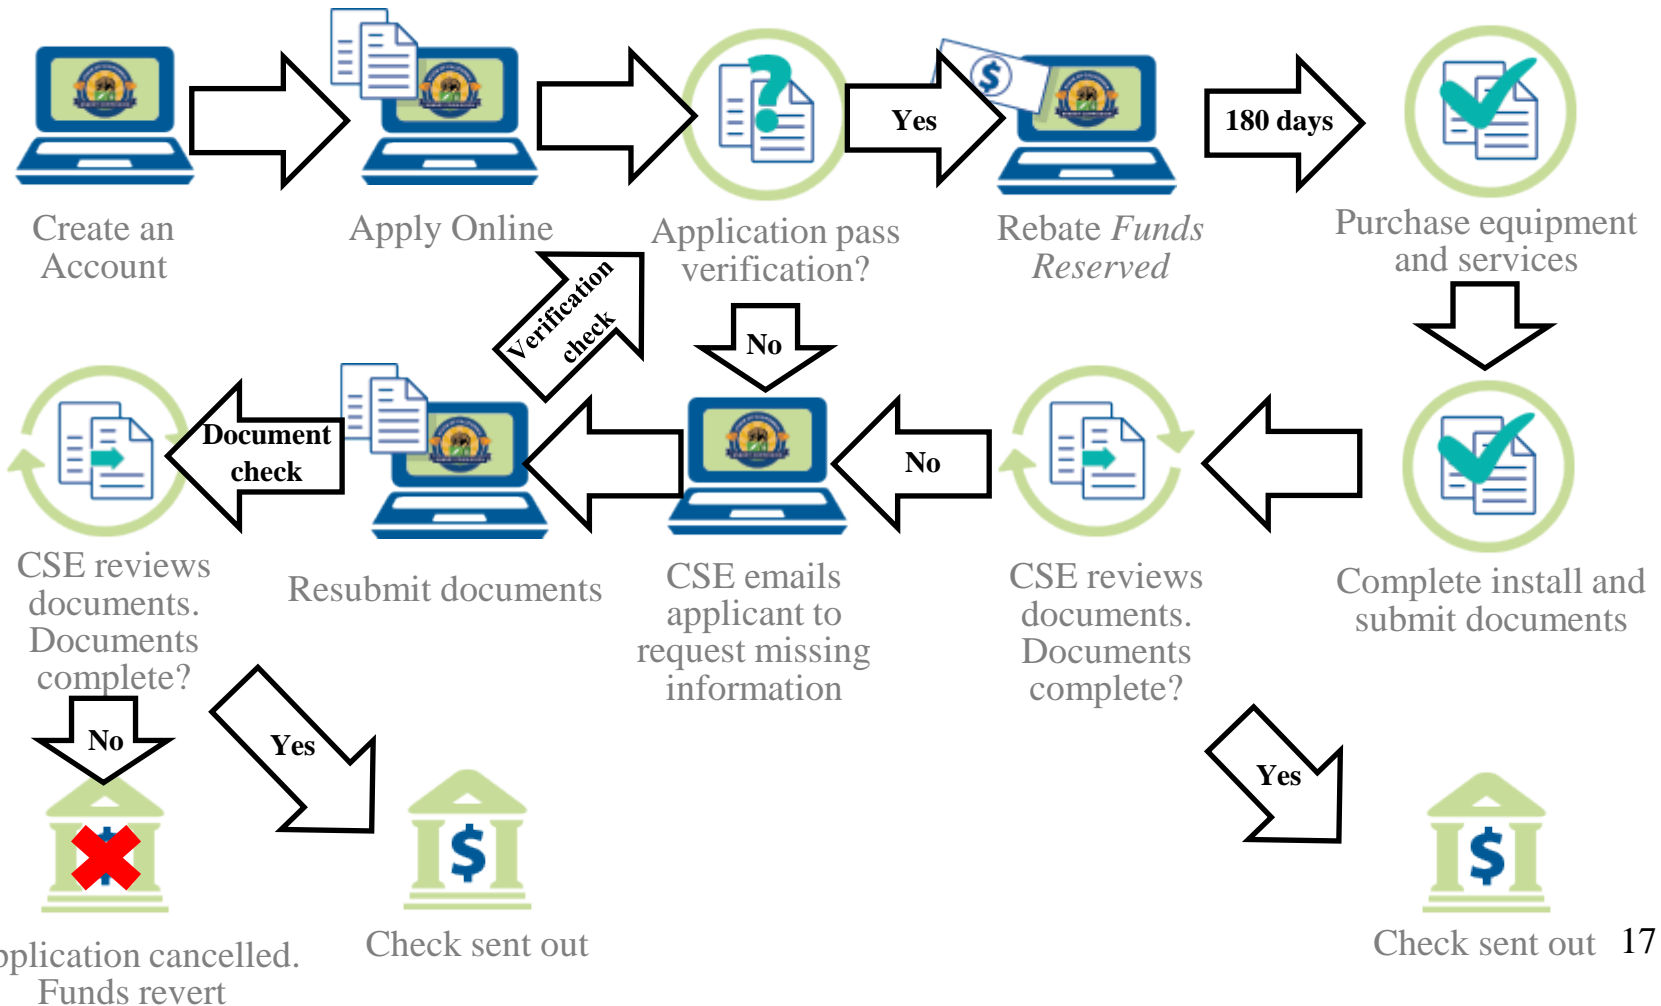 Yes
180 days
Create an
Account
Apply Online
Application pass
verification?
Rebate Funds
Reserved
Purchase equipment
and services
Verification
check
No
Document
check
No
CSE reviews
documents.
Documents
complete?
Resubmit documents
CSE emails
applicant to
request missing
information
CSE reviews
documents.
Documents
complete?
Complete install and
submit documents
No
Yes
Yes
$
$
cancelled.
Funds revert
Check sent out
Check sent out
17